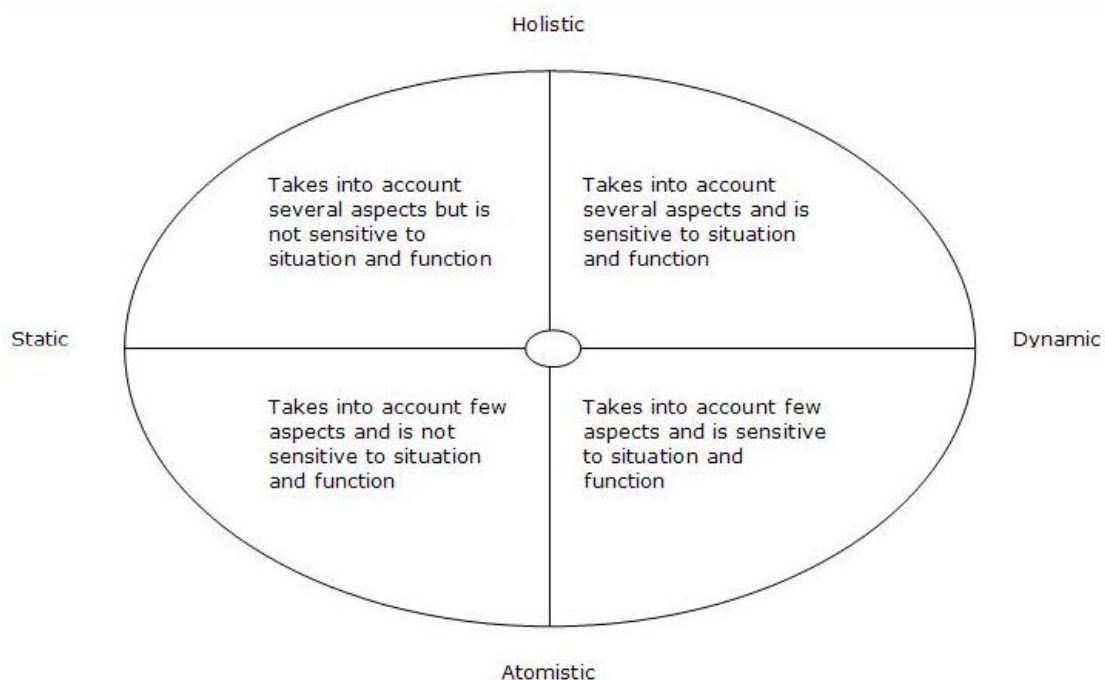 Holistic
Takes into account
several aspects but is
not sensitive to
situation and function
Takes into account
several aspects and is
sensitive to situation
and function
Static
Dynamic
Takes into account few
aspects and is not
sensitive to situation
and function
Takes into account few
aspects and is sensitive
to situation and
function
Atomistic